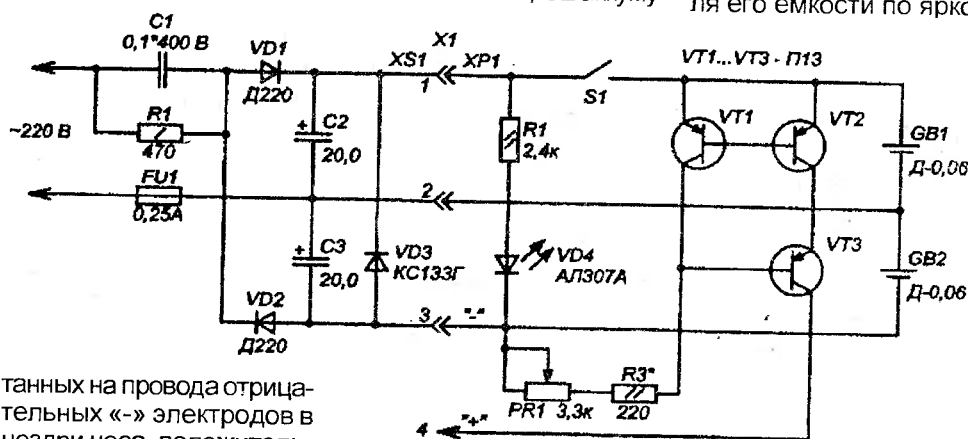 ля его емкости по ярко
C1
0,1*400 В
VD1
Д220
X1
XS1
XP1
1
S1
VT1...VT3 - П13
~220 В
R1
470
C2
20,0
R1
2,4к
VT1
VT2
GB1
Д-0,06
FU1
0,25А
2
C3
20,0
VD3
КС133Г
VD4
АЛ307А
VT3
GB2
Д-0,06
VD2
Д220
3
"-"
PR1
3,3к
R3*
220
4
"+"
танных на провода отрица-
тельных «-» электродов в